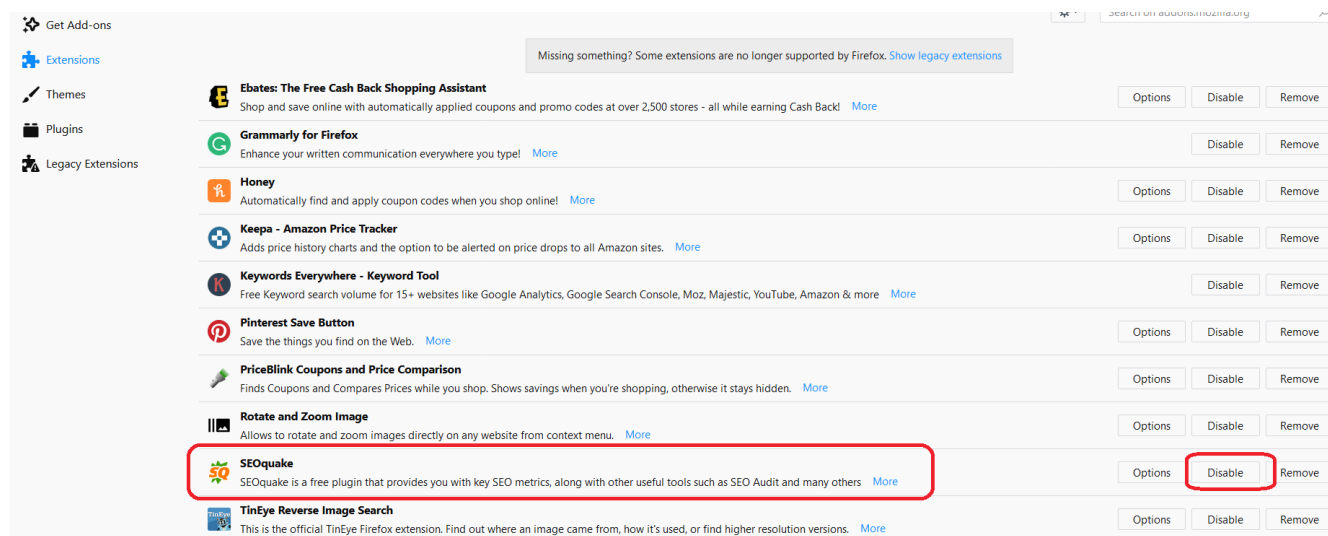 Get Add-ons
Search on addons.mozilla.org
Extensions
Missing something? Some extensions are no longer supported by Firefox. Show legacy extensions
Themes
Plugins
Legacy Extensions
Ebates: The Free Cash Back Shopping Assistant
Shop and save online with automatically applied coupons and promo codes at over 2,500 stores - all while earning Cash Back! More
Options Disable Remove
Grammarly for Firefox
Enhance your written communication everywhere you type! More
Disable Remove
Honey
Automatically find and apply coupon codes when you shop online! More
Options Disable Remove
Keepa - Amazon Price Tracker
Adds price history charts and the option to be alerted on price drops to all Amazon sites. More
Options Disable Remove
Keywords Everywhere - Keyword Tool
Free Keyword search volume for 15+ websites like Google Analytics, Google Search Console, Moz, Majestic, YouTube, Amazon & more More
Disable Remove
Pinterest Save Button
Save the things you find on the Web. More
Options Disable Remove
PriceBlink Coupons and Price Comparison
Finds Coupons and Compares Prices while you shop. Shows savings when you're shopping, otherwise it stays hidden. More
Options Disable Remove
Rotate and Zoom Image
Allows to rotate and zoom images directly on any website from context menu. More
Options Disable Remove
SQ
SEOquake
SEOquake is a free plugin that provides you with key SEO metrics, along with other useful tools such as SEO Audit and many others More
Options Disable Remove
TinEye
TinEye Reverse Image Search
This is the official TinEye Firefox extension. Find out where an image came from, how it's used, or find higher resolution versions. More
Options Disable Remove